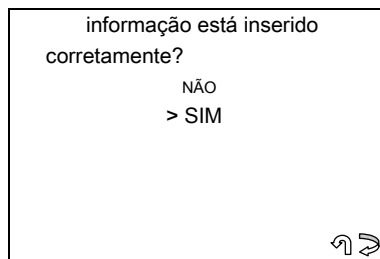 informação está inserido
corretamente?
NÃO
> SIM